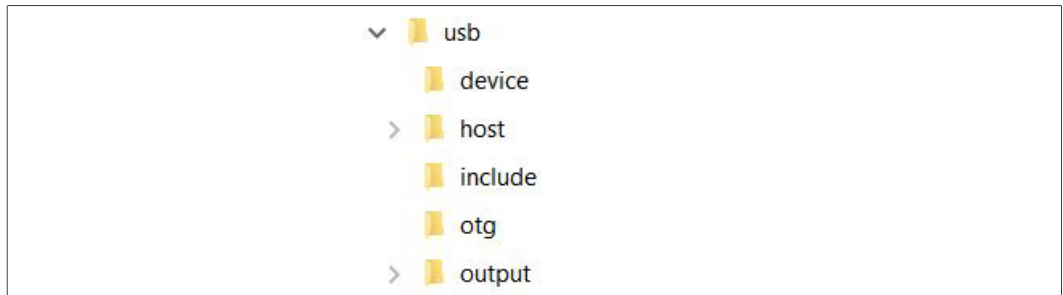 usb
device
host
include
otg
output